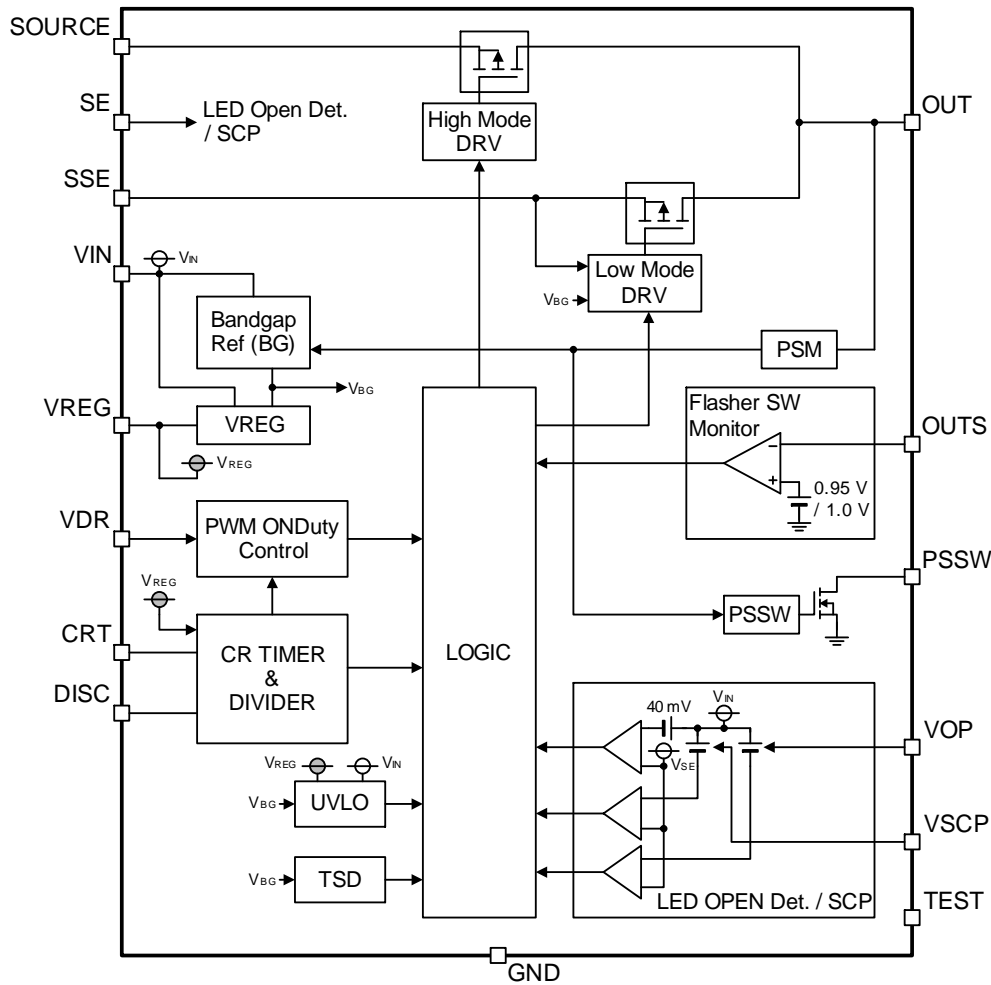 SOURCE
SE
LED Open Det.
/ SCP
High Mode
DRV
OUT
SSE
VIN
VIN
Low Mode
DRV
VBG
Bandgap
Ref (BG)
PSM
VBG
VREG
VREG
VREG
Flasher SW
Monitor
OUTS
-
+
0.95 V
/ 1.0 V
VDR
PWM ONDuty
Control
VREG
PSSW
PSSW
CRT
CR TIMER
&
DIVIDER
LOGIC
DISC
40 mV
VIN
VOP
VSE
VREG
VIN
VBG
UVLO
VSCP
VBG
TSD
LED OPEN Det. / SCP
TEST
GND